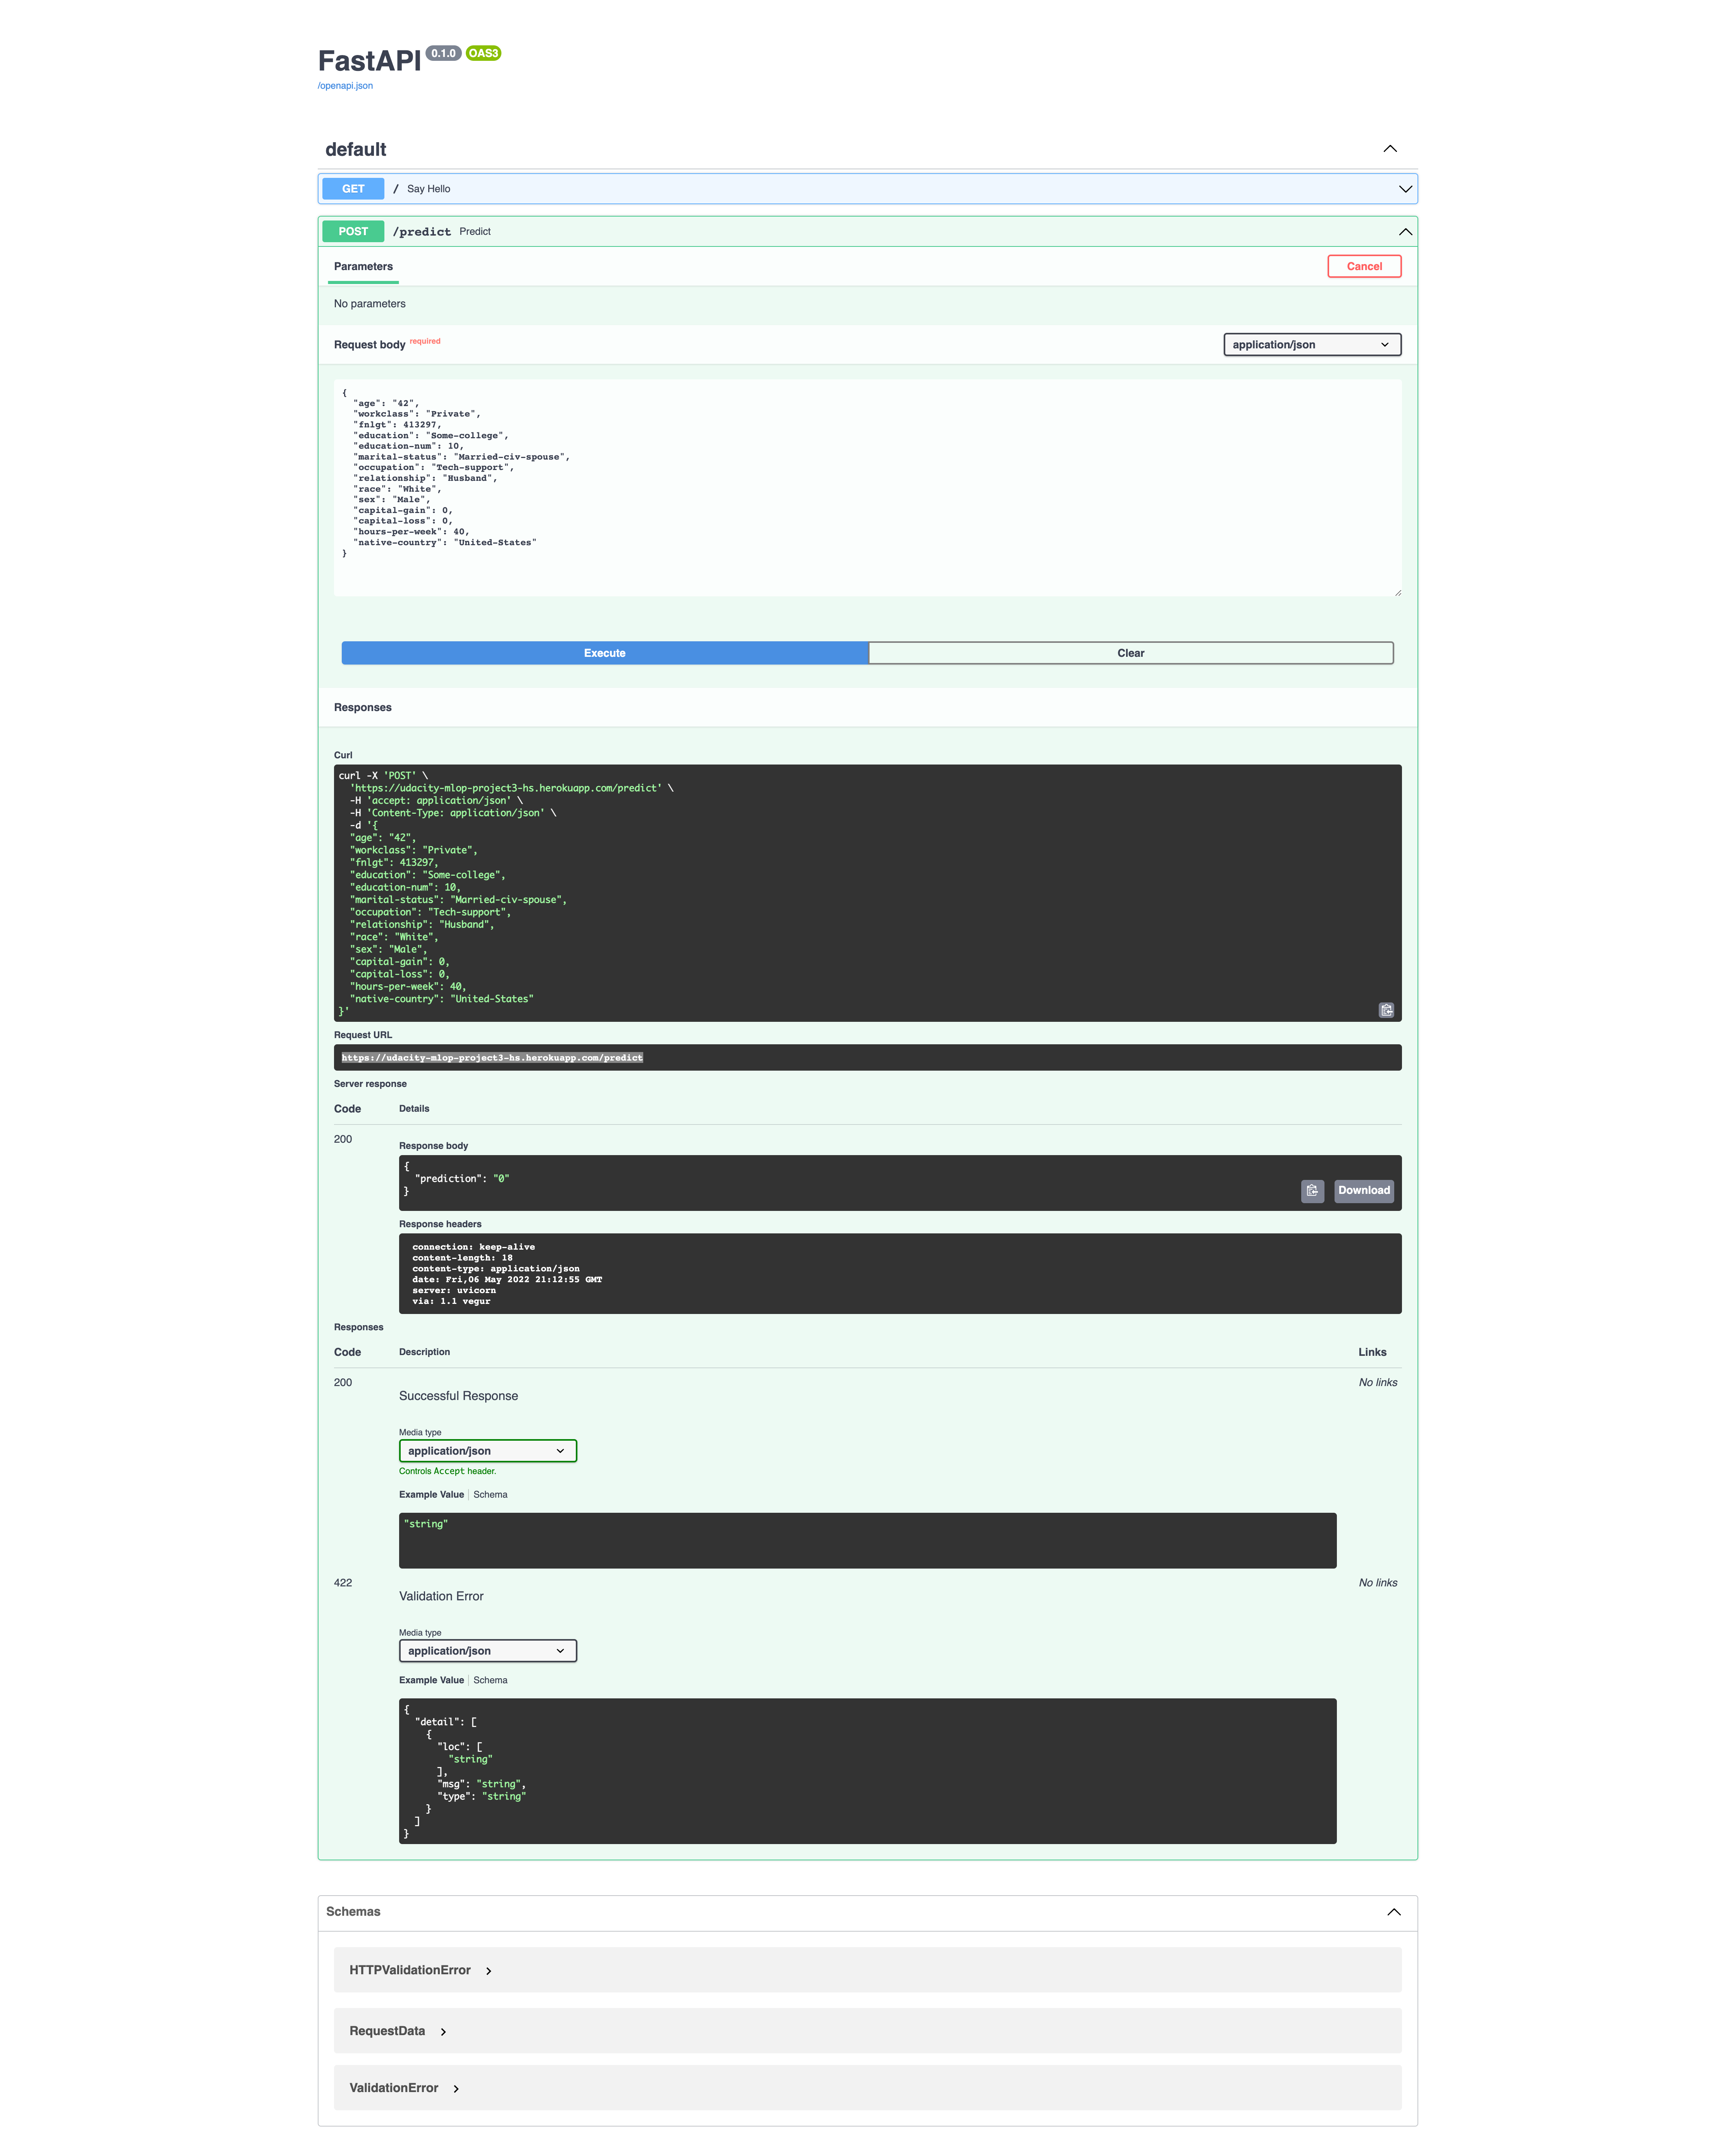 FastAPI 0.1.0 OAS3
/openapi.json
default
GET / Say Hello
POST /predict Predict
Parameters Cancel
No parameters
Request body required application/json
{
"age": "42",
"workclass": "Private",
"fnlgt": 413297,
"education": "Some-college",
"education-num": 10,
"marital-status": "Married-civ-spouse",
"occupation": "Tech-support",
"relationship": "Husband",
"race": "White",
"sex": "Male",
"capital-gain": 0,
"capital-loss": 0,
"hours-per-week": 40,
"native-country": "United-States"
}
Execute Clear
Responses
Curl
curl -X 'POST' \
'https://udacity-mlop-project3-hs.herokuapp.com/predict' \
-H 'accept: application/json' \
-H 'Content-Type: application/json' \
-d '{
"age": "42",
"workclass": "Private",
"fnlgt": 413297,
"education": "Some-college",
"education-num": 10,
"marital-status": "Married-civ-spouse",
"occupation": "Tech-support",
"relationship": "Husband",
"race": "White",
"sex": "Male",
"capital-gain": 0,
"capital-loss": 0,
"hours-per-week": 40,
"native-country": "United-States"
}'
Request URL
https://udacity-mlop-project3-hs.herokuapp.com/predict
Server response
Code Details
200
Response body
{
"prediction": "0"
}
Download
Response headers
connection: keep-alive
content-length: 18
content-type: application/json
date: Fri,06 May 2022 21:12:55 GMT
server: uvicorn
via: 1.1 vegur
Responses
Code Description Links
200 No links
Successful Response
Media type
application/json
Controls Accept header.
Example Value Schema
"string"
422 No links
Validation Error
Media type
application/json
Example Value Schema
{
"detail": [
{
"loc": [
"string"
],
"msg": "string",
"type": "string"
}
]
}
Schemas
HTTPValidationError
RequestData
ValidationError